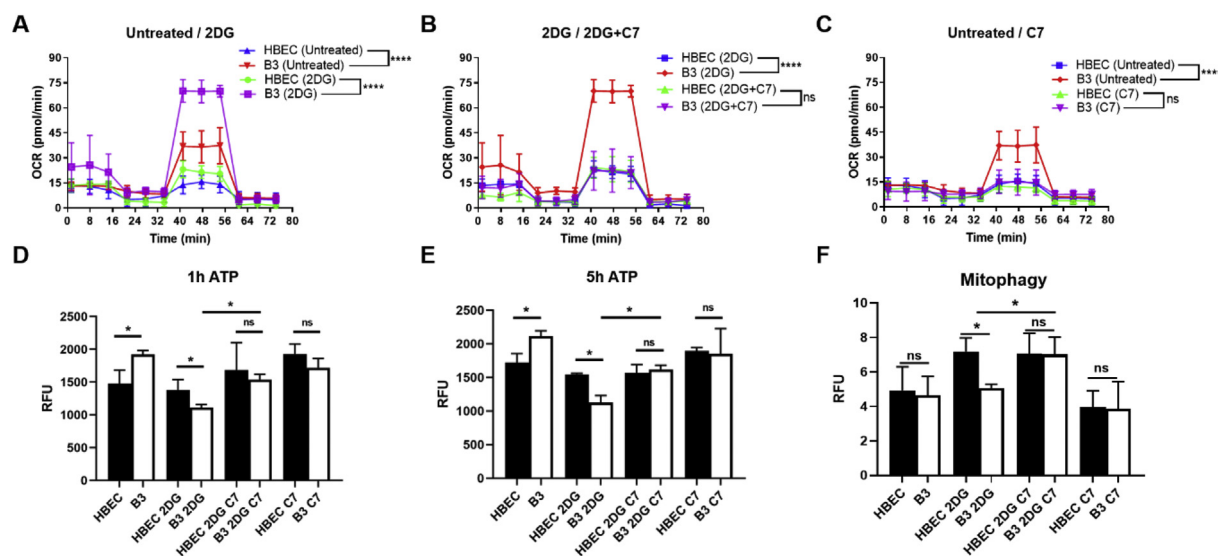 A
Untreated / 2DG
HBEC (Untreated)
B3 (Untreated)
****
HBEC (2DG)
B3 (2DG)
****
OCR (pmol/min)
90
75
60
45
30
15
0
0 8 16 24 32 40 48 56 64 72 80
Time (min)
B
2DG / 2DG+C7
HBEC (2DG)
B3 (2DG)
****
HBEC (2DG+C7)
B3 (2DG+C7)
ns
OCR (pmol/min)
90
75
60
45
30
15
0
0 8 16 24 32 40 48 56 64 72 80
Time (min)
C
Untreated / C7
HBEC (Untreated)
B3 (Untreated)
***
HBEC (C7)
B3 (C7)
ns
OCR (pmol/min)
90
75
60
45
30
15
0
0 8 16 24 32 40 48 56 64 72 80
Time (min)
D
1h ATP
RFU
2500
2000
1500
1000
500
0
*
*
*
ns
ns
HBEC
B3
HBEC 2DG
B3 2DG
HBEC 2DG C7
B3 2DG C7
HBEC C7
B3 C7
E
5h ATP
RFU
2500
2000
1500
1000
500
0
*
*
*
ns
ns
HBEC
B3
HBEC 2DG
B3 2DG
HBEC 2DG C7
B3 2DG C7
HBEC C7
B3 C7
F
Mitophagy
RFU
10
8
6
4
2
0
ns
*
*
ns
ns
HBEC
B3
HBEC 2DG
B3 2DG
HBEC 2DG C7
B3 2DG C7
HBEC C7
B3 C7